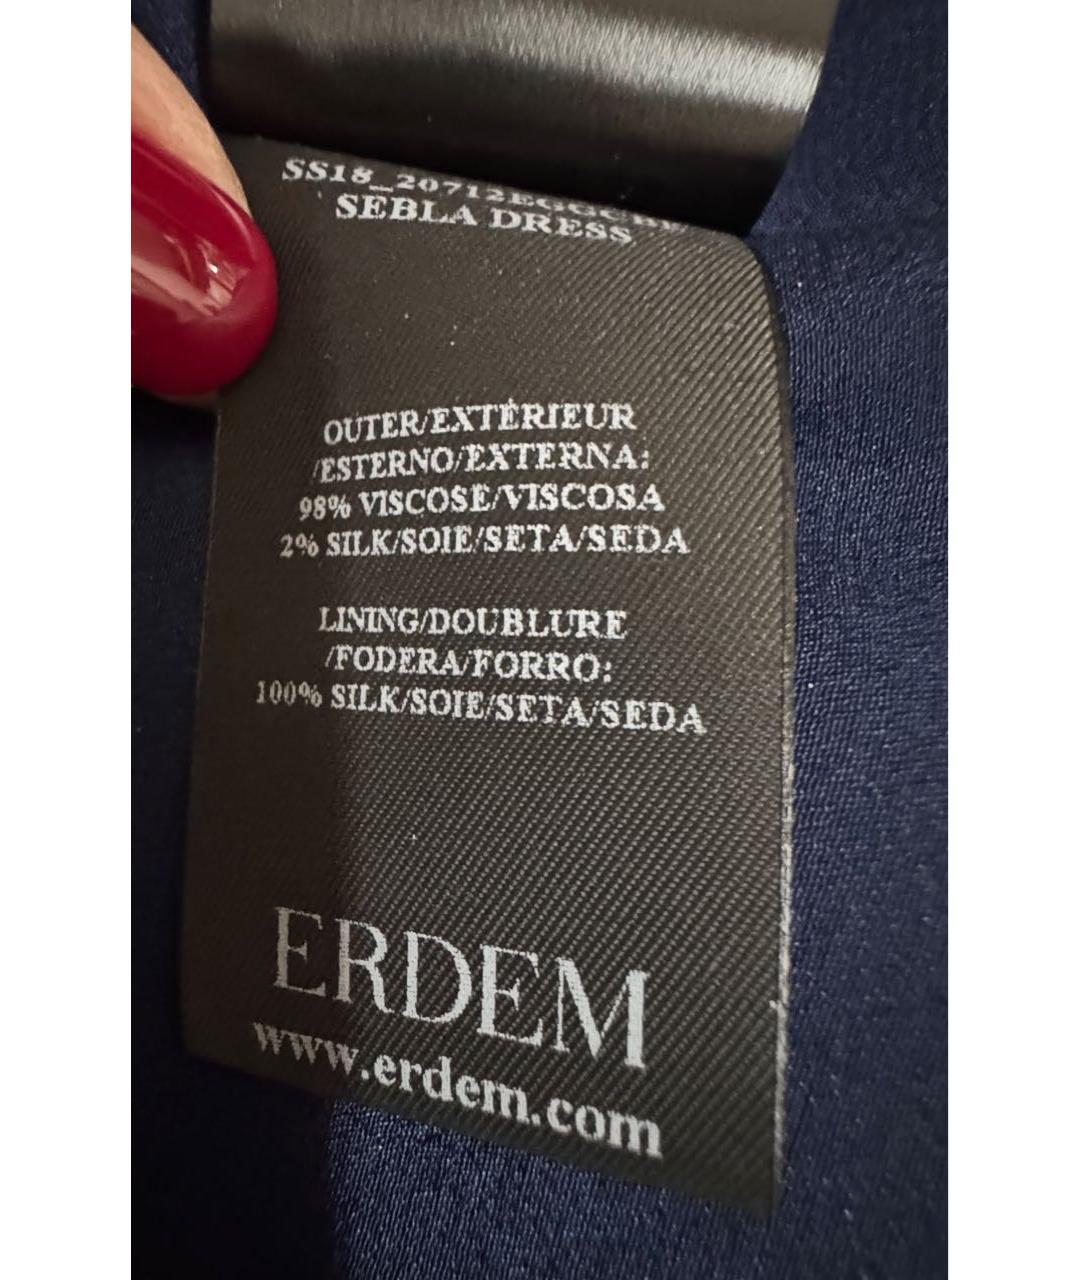 SEBLA DRESS
OUTER/EXTÉRIEUR
/ESTERNO/EXTERNA:
98% VISCOSE/VISCOSA
2% SILK/SOIE/SETA/SEDA
LINING/DOUBLURE
/FODERA/FORRO:
100% SILK/SOIE/SETA/SEDA
ERDEM
www.erdem.com